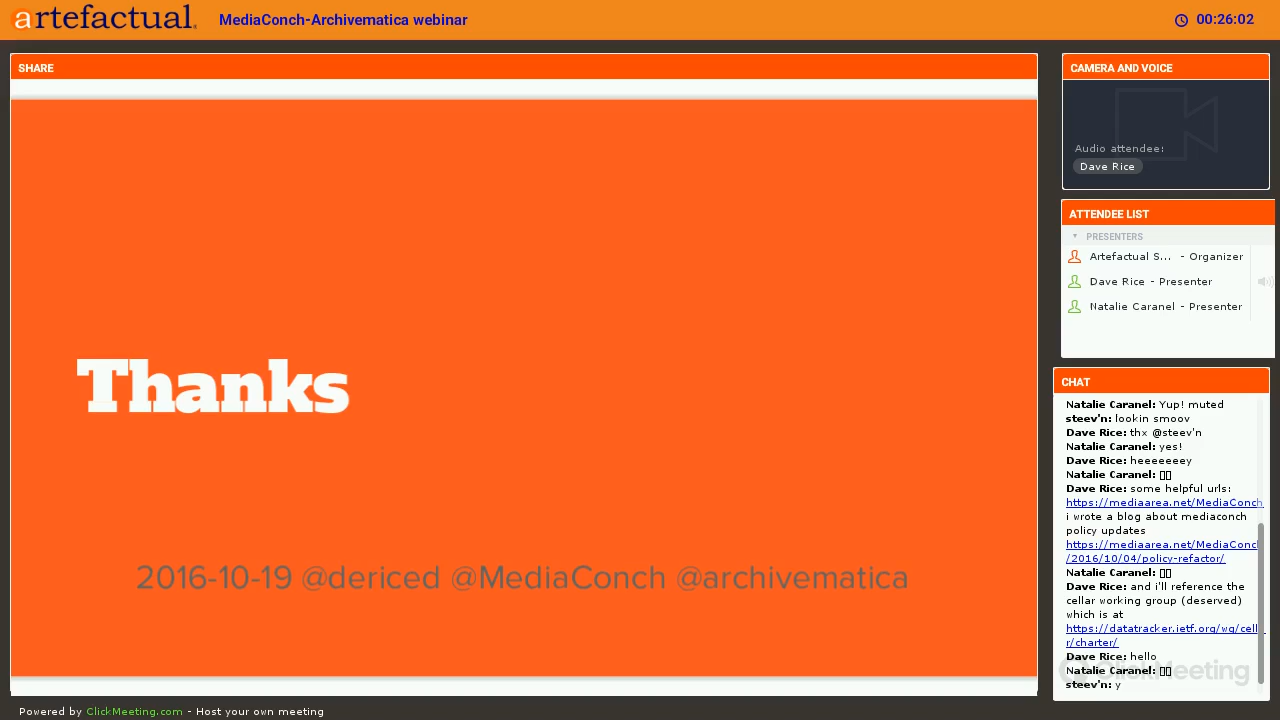 artefactual
MediaConch-Archivematica webinar
00:26:02
SHARE
Thanks
2016-10-19 @dericed @MediaConch @archivematica
CAMERA AND VOICE
Audio attendee:
Dave Rice
ATTENDEE LIST
PRESENTERS
Artefactual S... - Organizer
Dave Rice - Presenter
Natalie Caranel - Presenter
CHAT
Natalie Caranel: Yup! muted
steev'n: lookin smoov
Dave Rice: thx @steev'n
Natalie Caranel: yes!
Dave Rice: heeeeeeey
Natalie Caranel: ▯▯
Dave Rice: some helpful urls:
https://mediaarea.net/MediaConch
i wrote a blog about mediaconch
policy updates
https://mediaarea.net/MediaConc
/2016/10/04/policy-refactor/
Natalie Caranel: ▯▯
Dave Rice: and i'll reference the
cellar working group (deserved)
which is at
https://datatracker.ietf.org/wg/cell
r/charter/
Dave Rice: hello
Natalie Caranel: ▯▯
steev'n: y
ClickMeeting
Powered by ClickMeeting.com - Host your own meeting